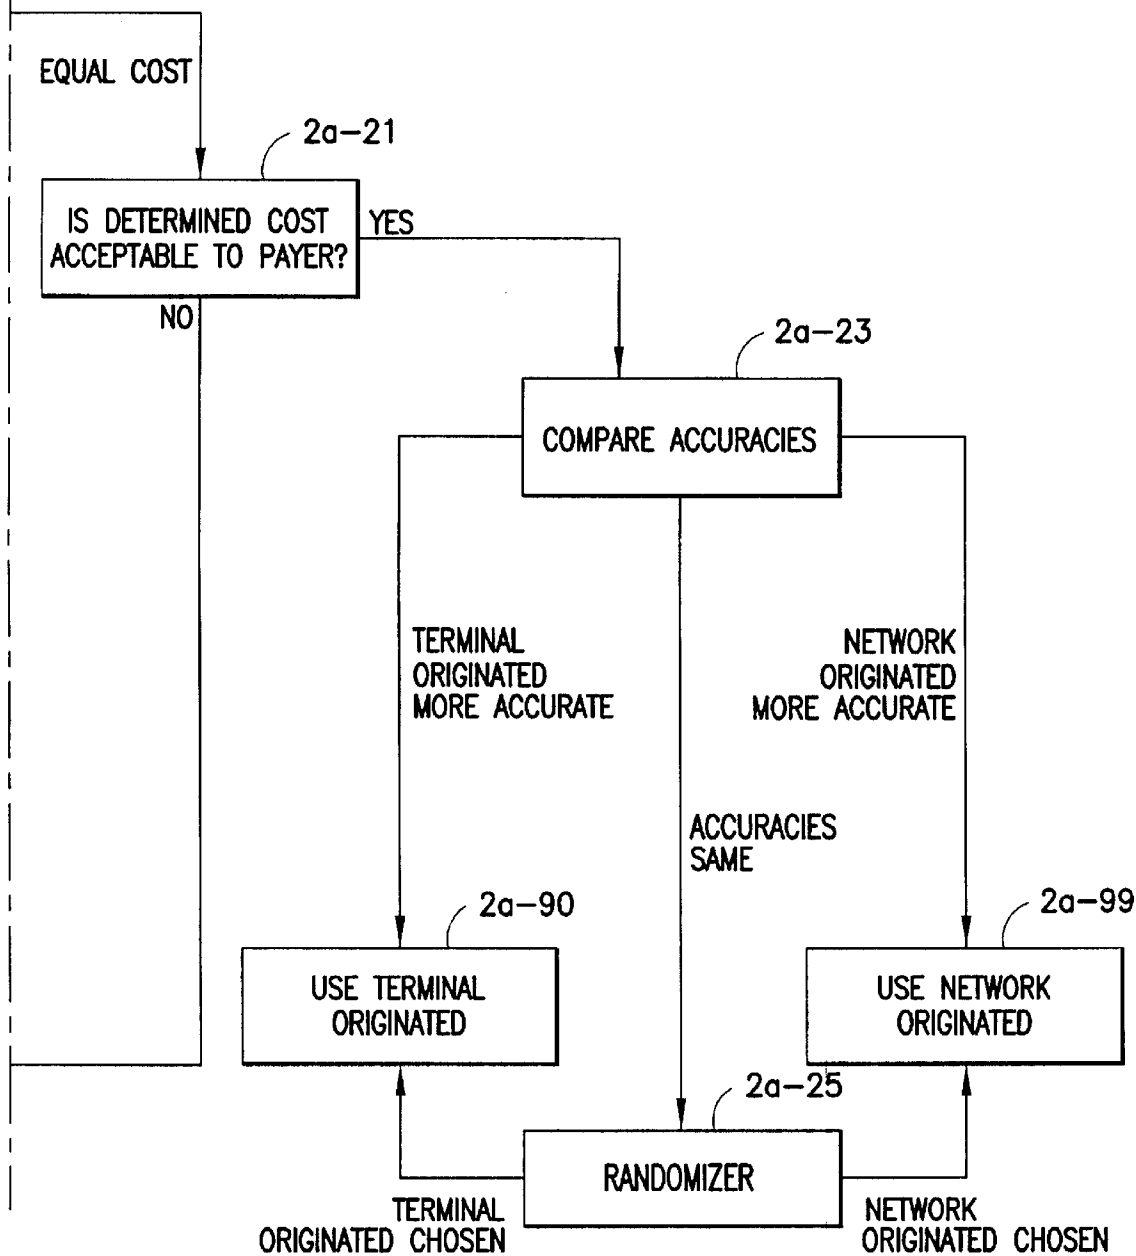 EQUAL COST
2a-21
IS DETERMINED COST
ACCEPTABLE TO PAYER?
YES
NO
2a-23
COMPARE ACCURACIES
TERMINAL
ORIGINATED
MORE ACCURATE
NETWORK
ORIGINATED
MORE ACCURATE
ACCURACIES
SAME
2a-90
USE TERMINAL
ORIGINATED
2a-99
USE NETWORK
ORIGINATED
2a-25
RANDOMIZER
TERMINAL
ORIGINATED CHOSEN
NETWORK
ORIGINATED CHOSEN